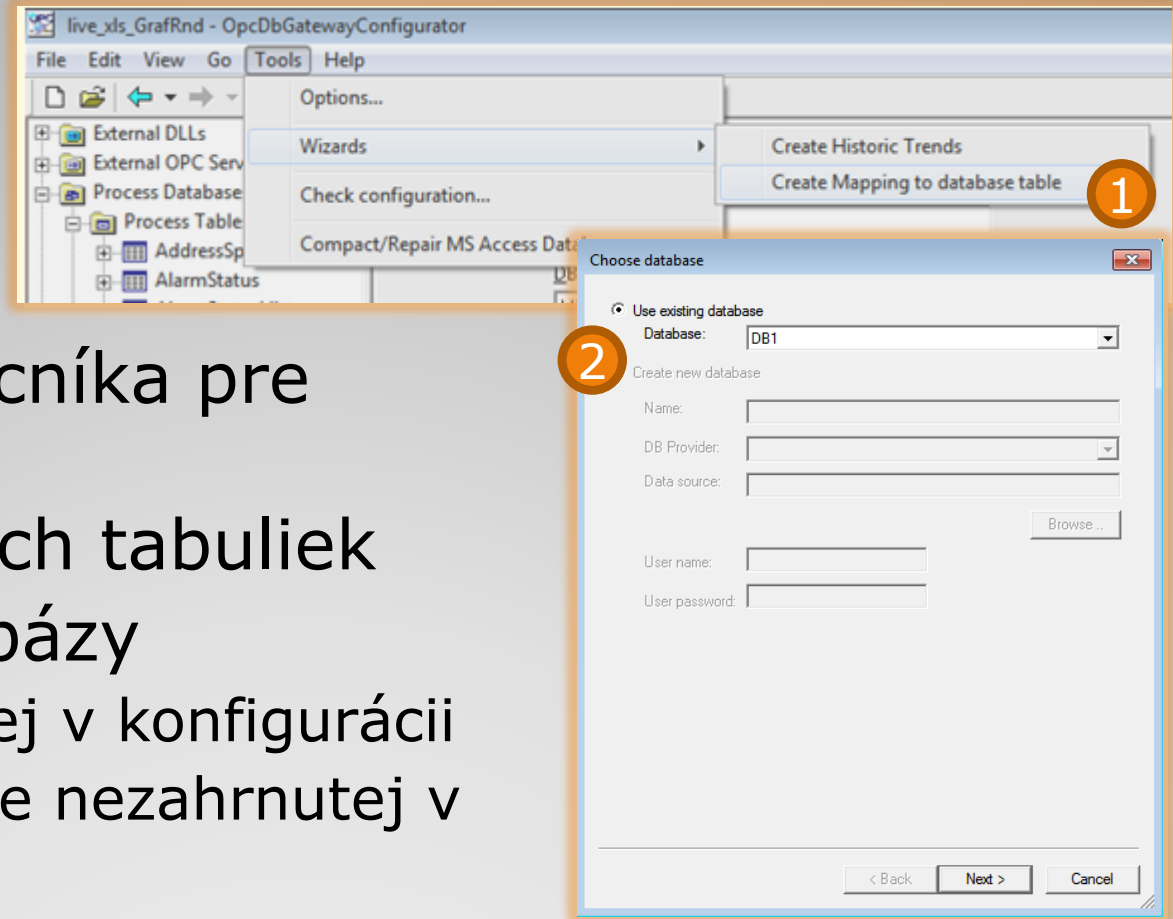 live_xls_GrafRnd - OpcDbGatewayConfigurator
File Edit View Go Tools Help
Options...
Wizards
Check configuration...
Compact/Repair MS Access Data
Create Historic Trends
Create Mapping to database table
1
External DLLs
External OPC Serv
Process Database
Process Table
AddressSp
AlarmStatus
DB
Choose database
Use existing database
Database: DB1
2
Create new database
Name:
DB Provider:
Data source:
Browse ..
User name:
User password:
< Back Next > Cancel
cníka pre
ch tabuliek
bázy
ej v konfigurácii
e nezahrnutej v